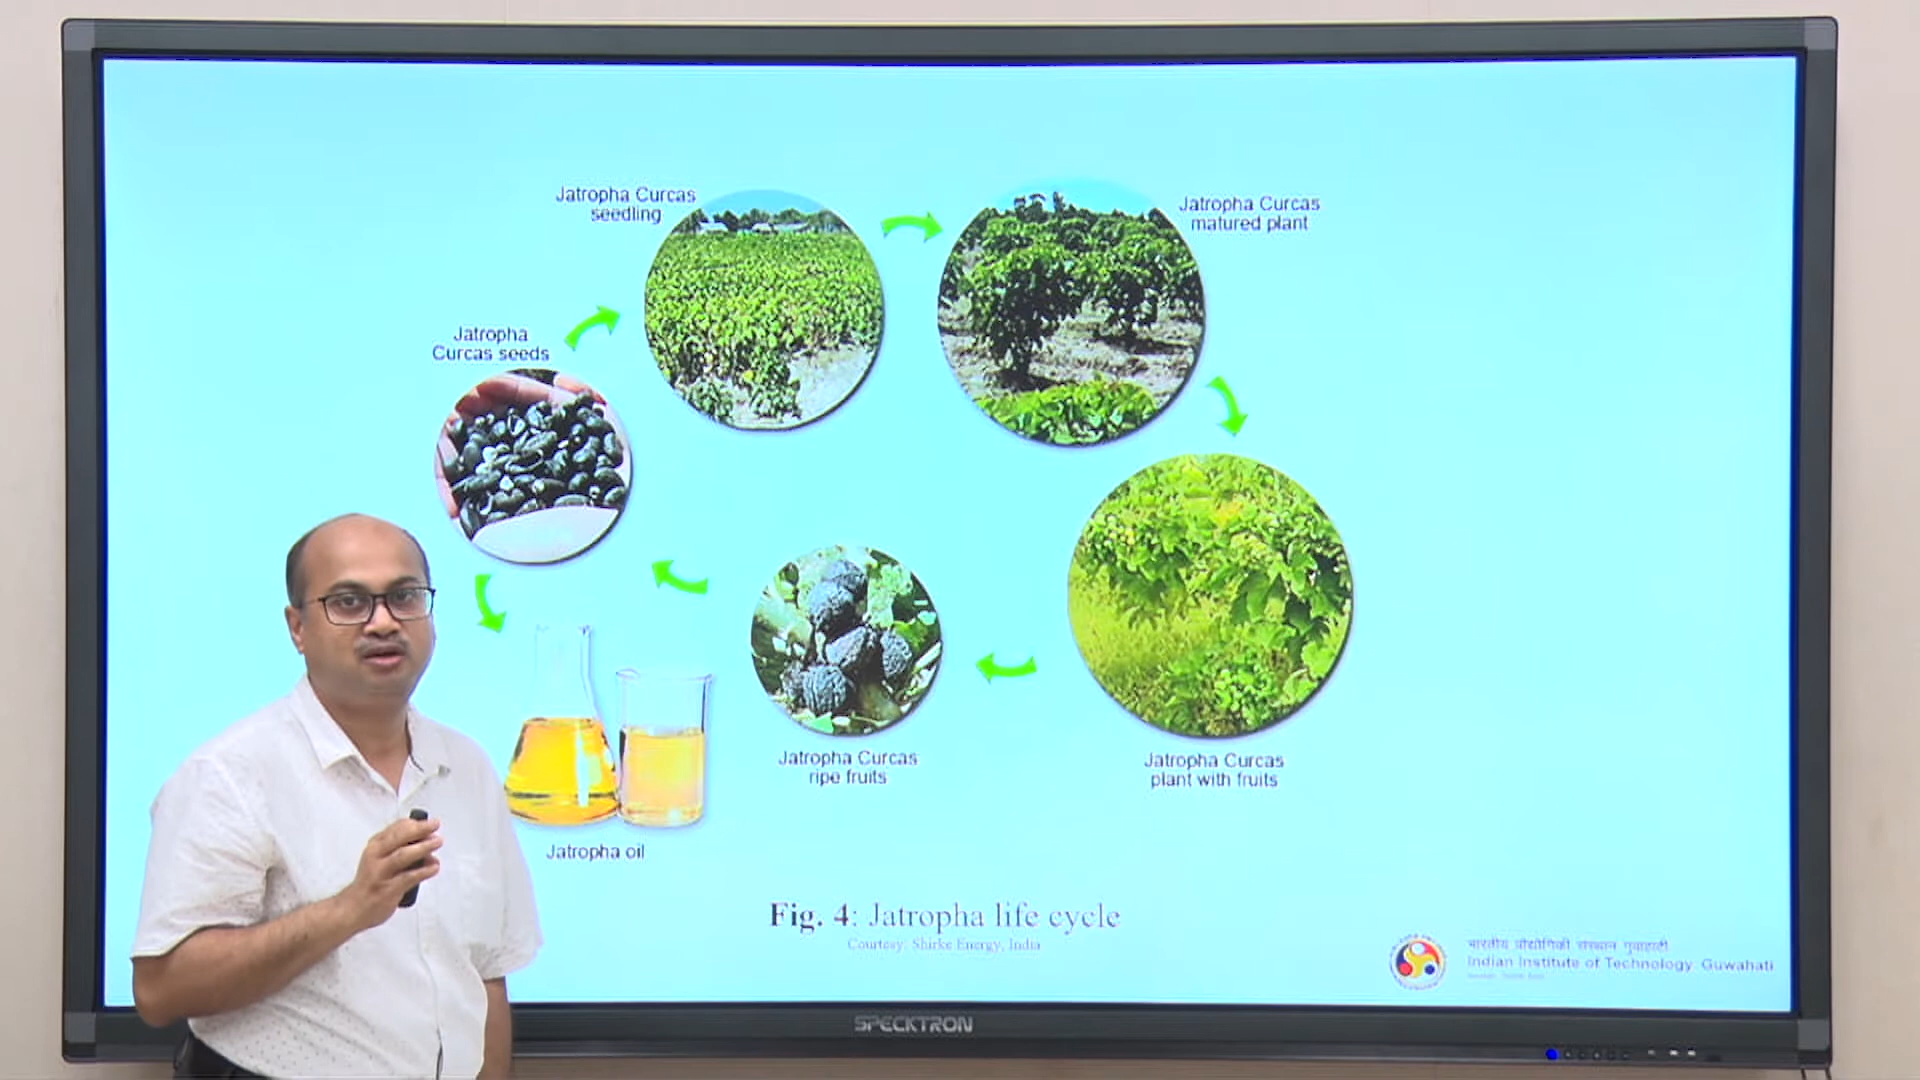 Jatropha Curcas
seedling
Jatropha Curcas
matured plant
Jatropha
Curcas seeds
Jatropha Curcas
ripe fruits
Jatropha Curcas
plant with fruits
Jatropha oil
Fig. 4: Jatropha life cycle
Courtesy: Shirke Energy, India
भारतीय प्रौद्योगिकी संस्थान गुवाहाटी
Indian Institute of Technology Guwahati
SPECKTRON